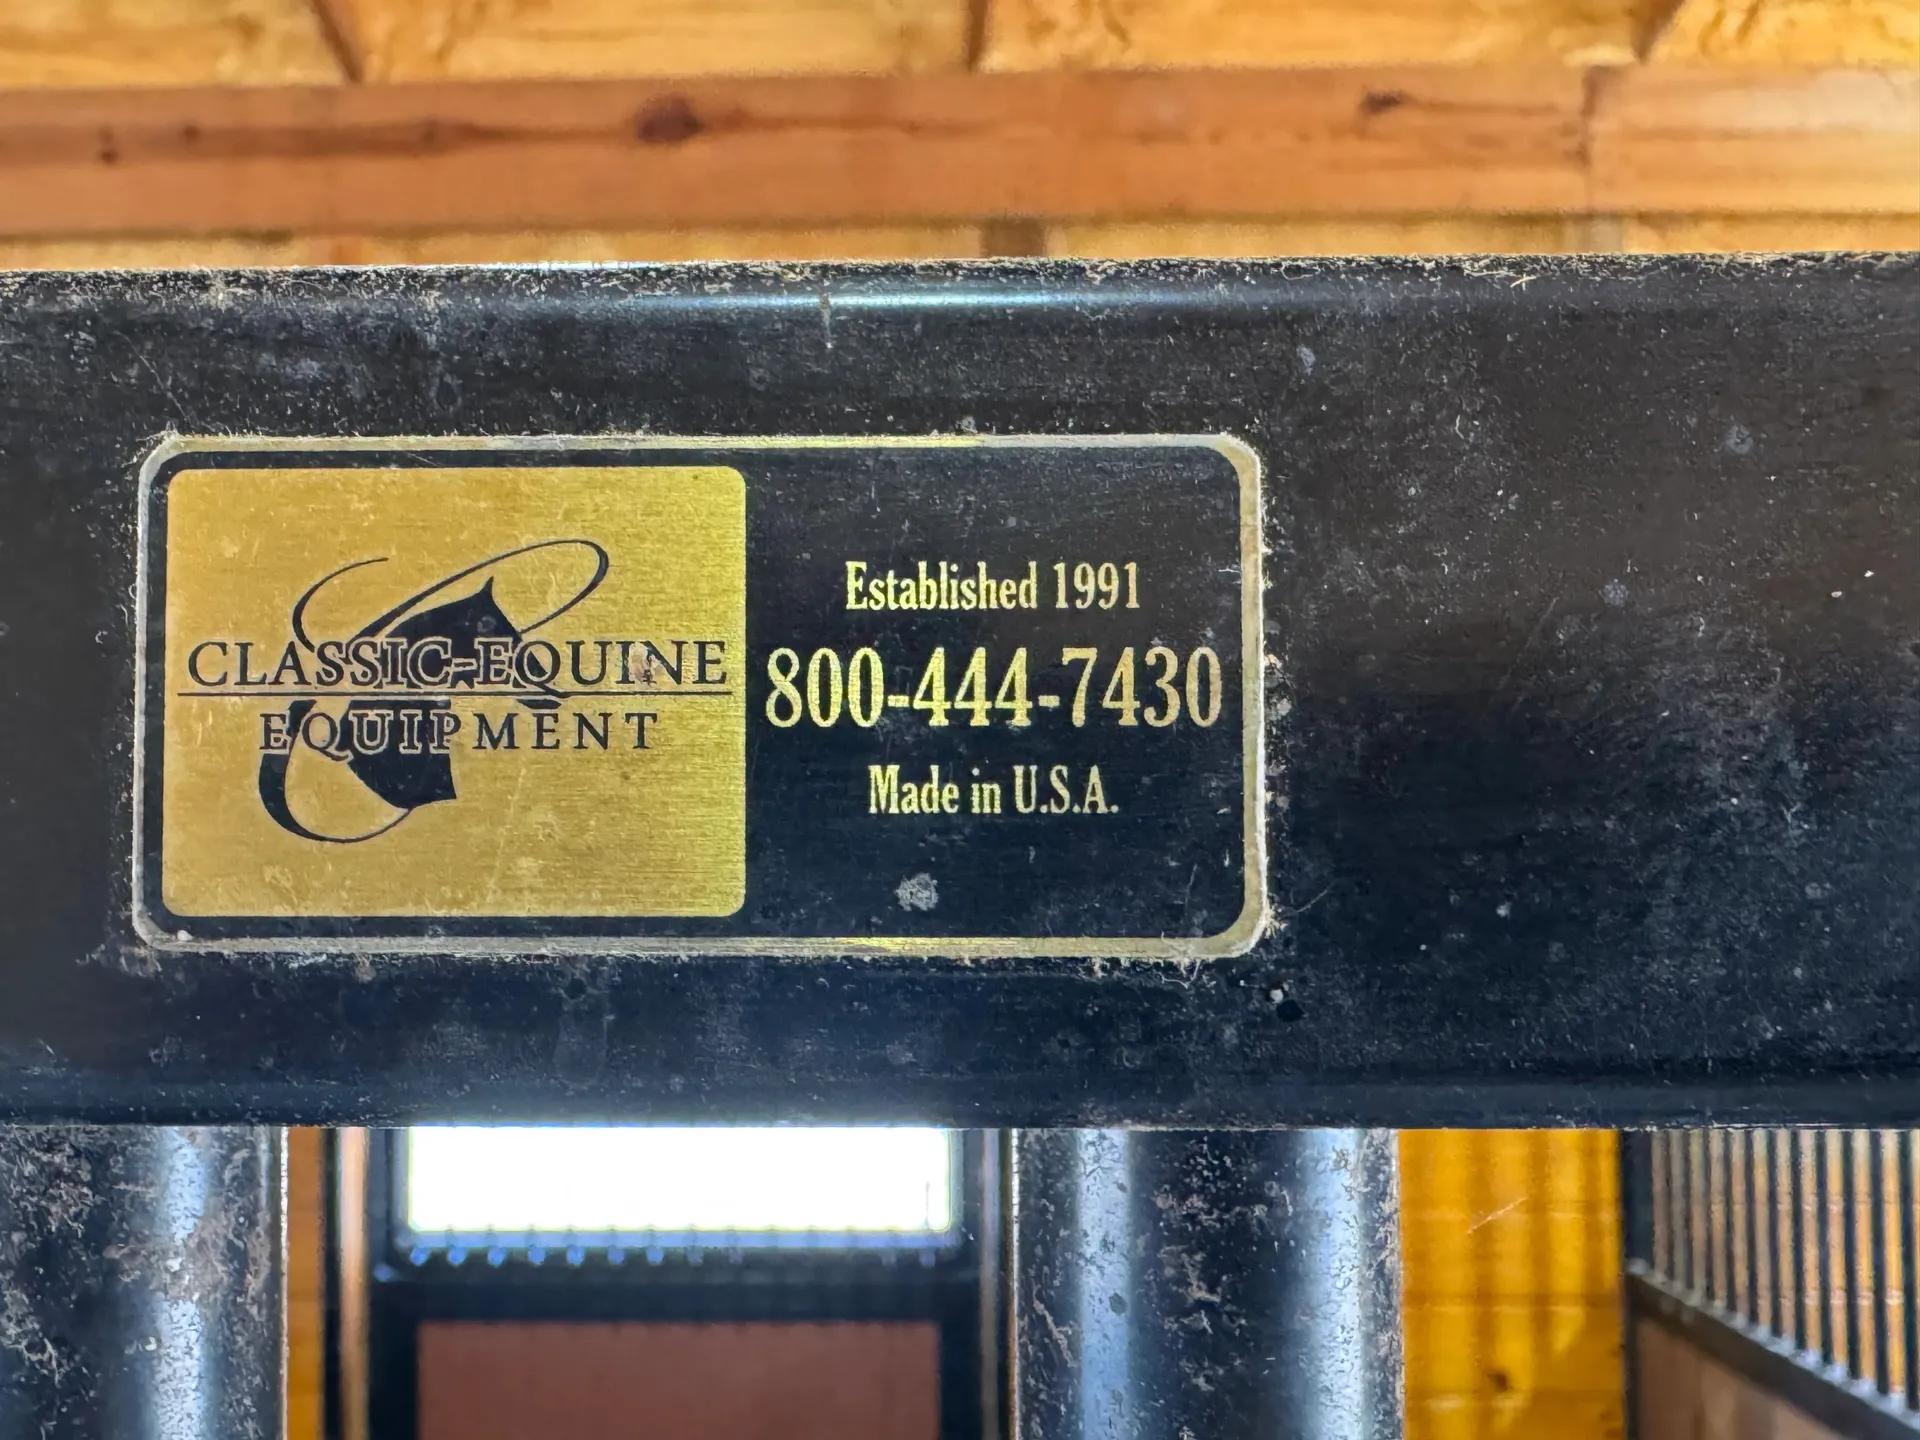 CLASSIC EQUINE
EQUIPMENT
Established 1991
800-444-7430
Made in U.S.A.